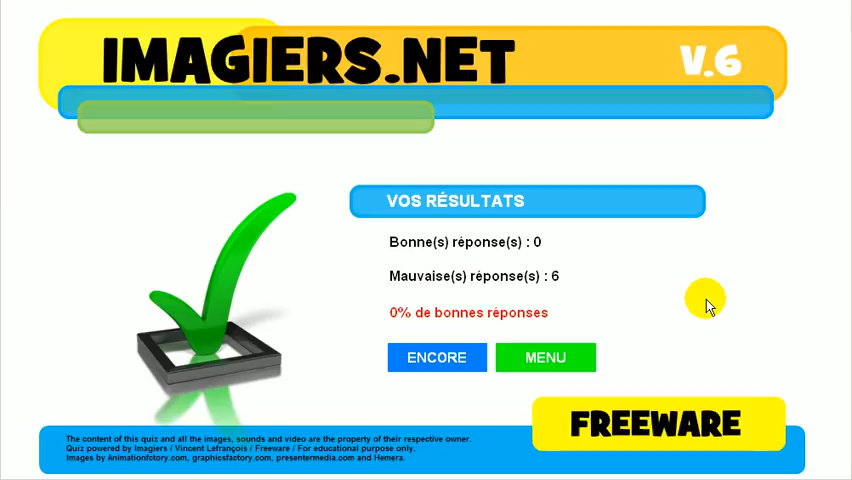 IMAGIERS.NET
V.6
VOS RÉSULTATS
Bonne(s) réponse(s) : 0
Mauvaise(s) réponse(s) : 6
0% de bonnes réponses
ENCORE
MENU
FREEWARE
The content of this quiz and all the images, sounds and video are the property of their respective owner.
Quiz powered by Imagiers / Vincent Lefrançois / Freeware / For educational purpose only.
Images by Animationfctory.com, graphicsfactory.com, presentermedia.com and Hemera.